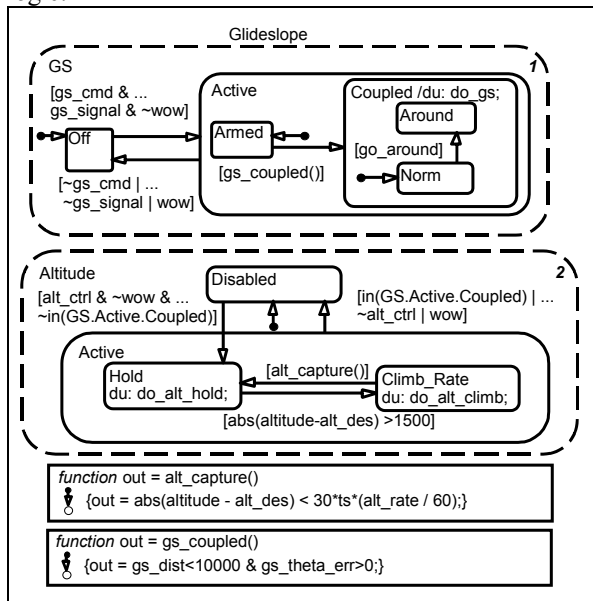 Glideslope
GS
1
[gs_cmd & ...
gs_signal & ~wow]
Off
[~gs_cmd | ...
~gs_signal | wow]
Active
Armed
[gs_coupled()]
Coupled /du: do_gs;
Around
[go_around]
Norm
Altitude
2
Disabled
[alt_ctrl & ~wow & ...
~in(GS.Active.Coupled)]
[in(GS.Active.Coupled) | ...
~alt_ctrl | wow]
Active
Hold
du: do_alt_hold;
[alt_capture()]
Climb_Rate
du: do_alt_climb;
[abs(altitude-alt_des) >1500]
function out = alt_capture()
{out = abs(altitude - alt_des) < 30*ts*(alt_rate / 60);}
function out = gs_coupled()
{out = gs_dist<10000 & gs_theta_err>0;}